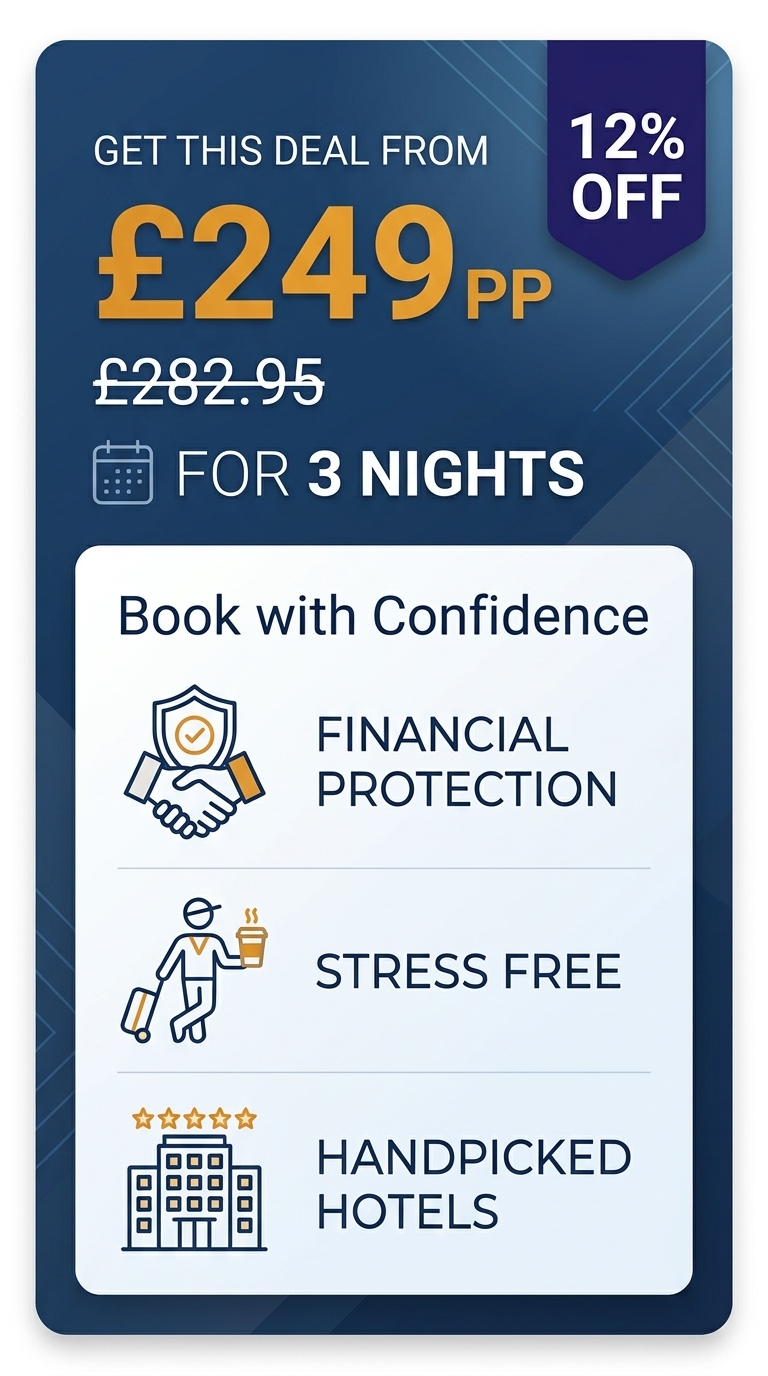 GET THIS DEAL FROM
12%
OFF
£249PP
£282.95
FOR 3 NIGHTS
Book with Confidence
FINANCIAL
PROTECTION
STRESS FREE
HANDPICKED
HOTELS